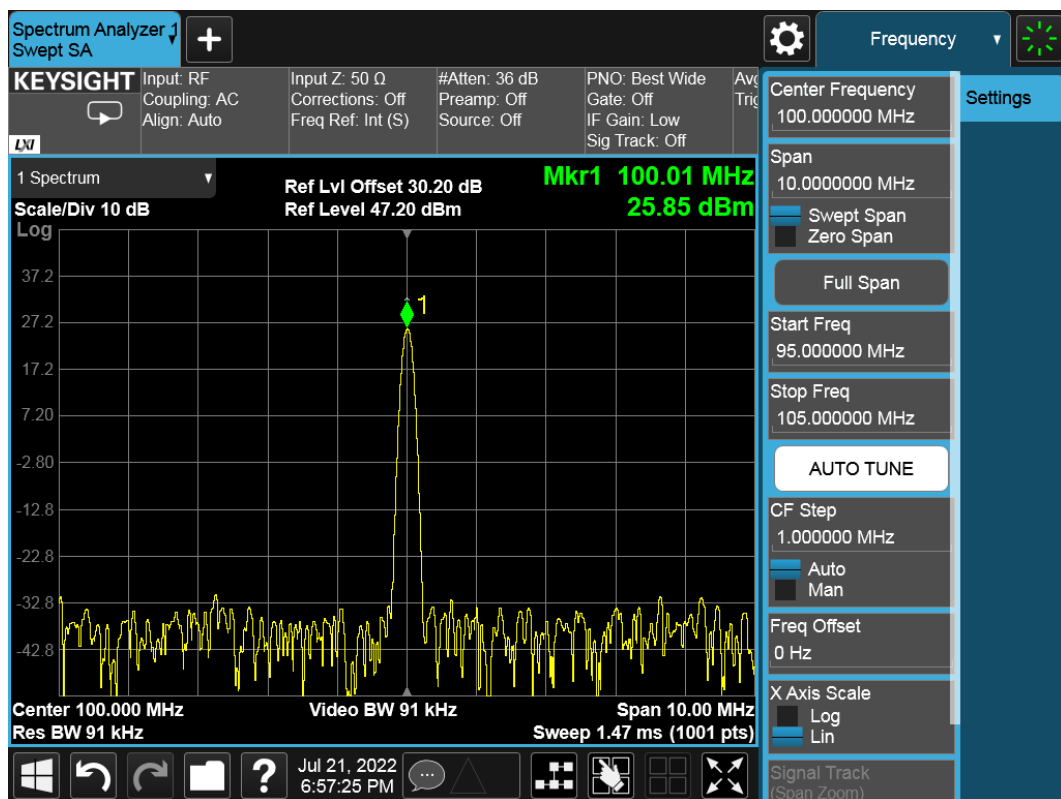 Spectrum Analyzer 1
Swept SA
Frequency
KEYSIGHT
LXI
Input: RF
Coupling: AC
Align: Auto
Input Z: 50 Ω
Corrections: Off
Freq Ref: Int (S)
#Atten: 36 dB
Preamp: Off
Source: Off
PNO: Best Wide
Gate: Off
IF Gain: Low
Sig Track: Off
Avg
Trig
1 Spectrum
Scale/Div 10 dB
Ref Lvl Offset 30.20 dB
Ref Level 47.20 dBm
Mkr1 100.01 MHz
25.85 dBm
Log
37.2
27.2
17.2
7.20
-2.80
-12.8
-22.8
-32.8
-42.8
1
Center 100.000 MHz
Video BW 91 kHz
Span 10.00 MHz
Res BW 91 kHz
Sweep 1.47 ms (1001 pts)
Jul 21, 2022
6:57:25 PM
Center Frequency
100.000000 MHz
Span
10.0000000 MHz
Swept Span
Zero Span
Full Span
Start Freq
95.000000 MHz
Stop Freq
105.000000 MHz
AUTO TUNE
CF Step
1.000000 MHz
Auto
Man
Freq Offset
0 Hz
X Axis Scale
Log
Lin
Signal Track
(Span Zoom)
Settings